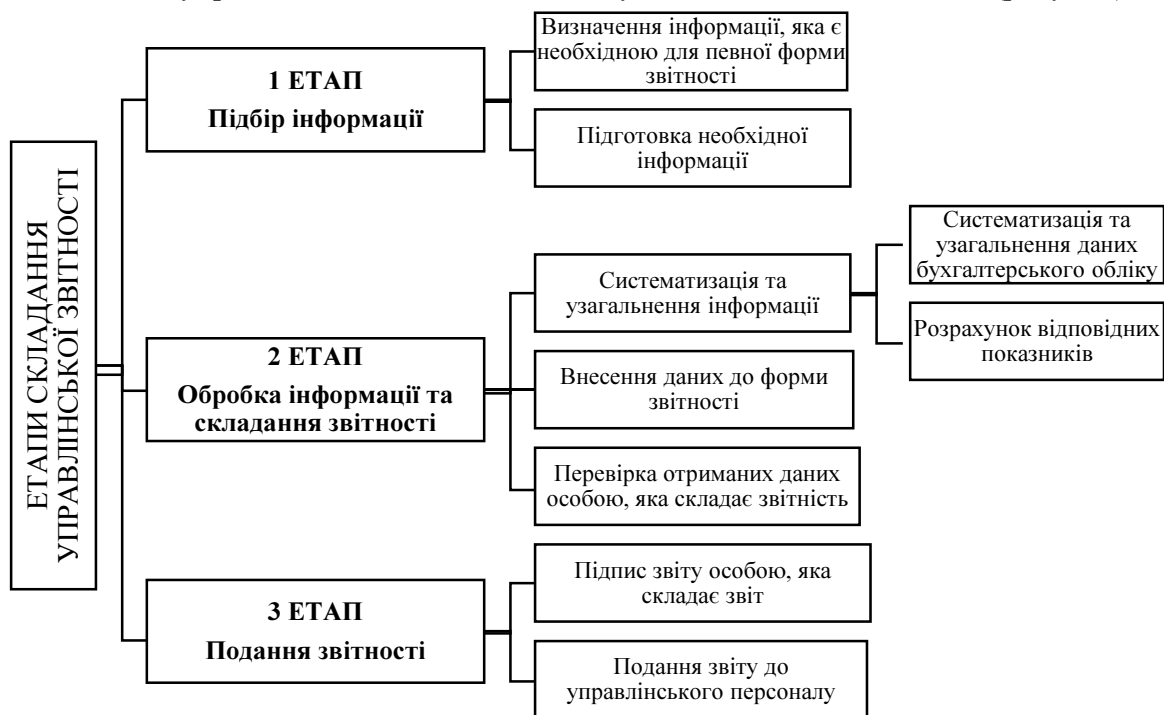 ЕТАПИ СКЛАДАННЯ
УПРАВЛІНСЬКОЇ ЗВІТНОСТІ
1 ЕТАП
Підбір інформації
Визначення інформації, яка є
необхідною для певної форми
звітності
Підготовка необхідної
інформації
2 ЕТАП
Обробка інформації та
складання звітності
Систематизація та
узагальнення інформації
Систематизація та
узагальнення даних
бухгалтерського обліку
Розрахунок відповідних
показників
Внесення даних до форми
звітності
Перевірка отриманих даних
особою, яка складає звітність
3 ЕТАП
Подання звітності
Підпис звіту особою, яка
складає звіт
Подання звіту до
управлінського персоналу